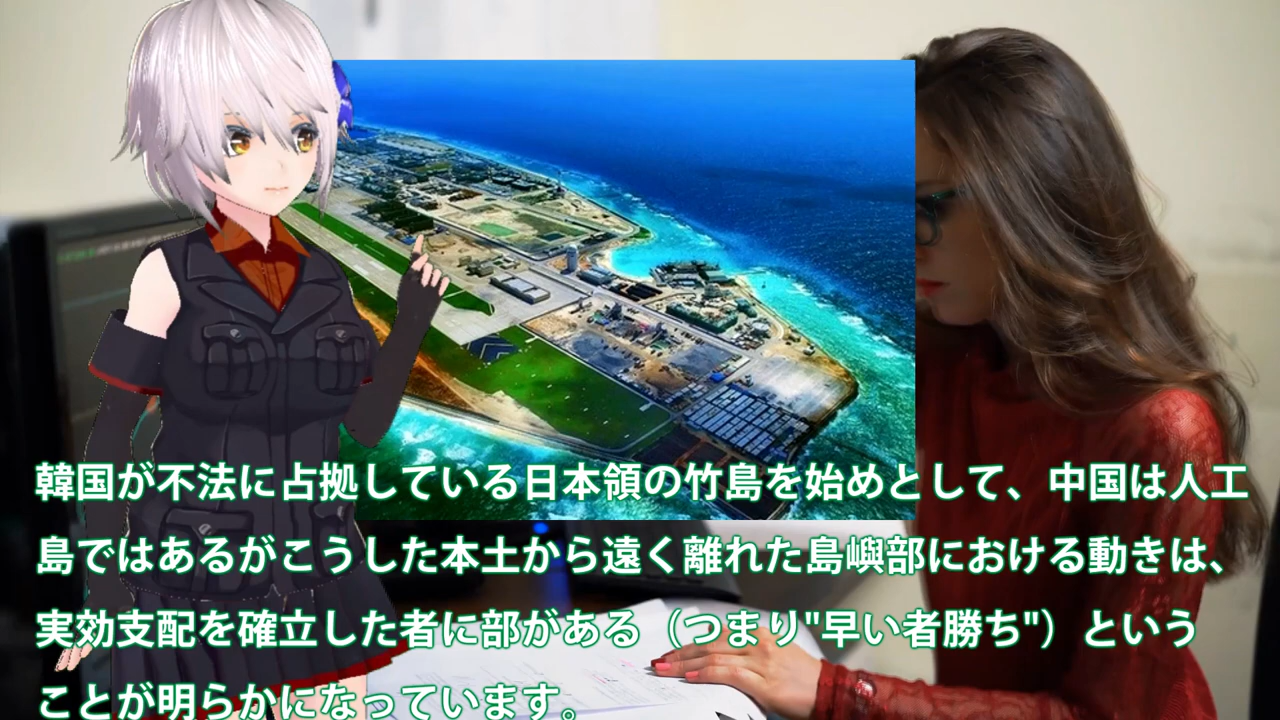 韓国が不法に占拠している日本領の竹島を始めとして、中国は人工
島ではあるがこうした本土から遠く離れた島嶼部における動きは、
実効支配を確立した者に部がある（つまり"早い者勝ち"）という
ことが明らかになっています。